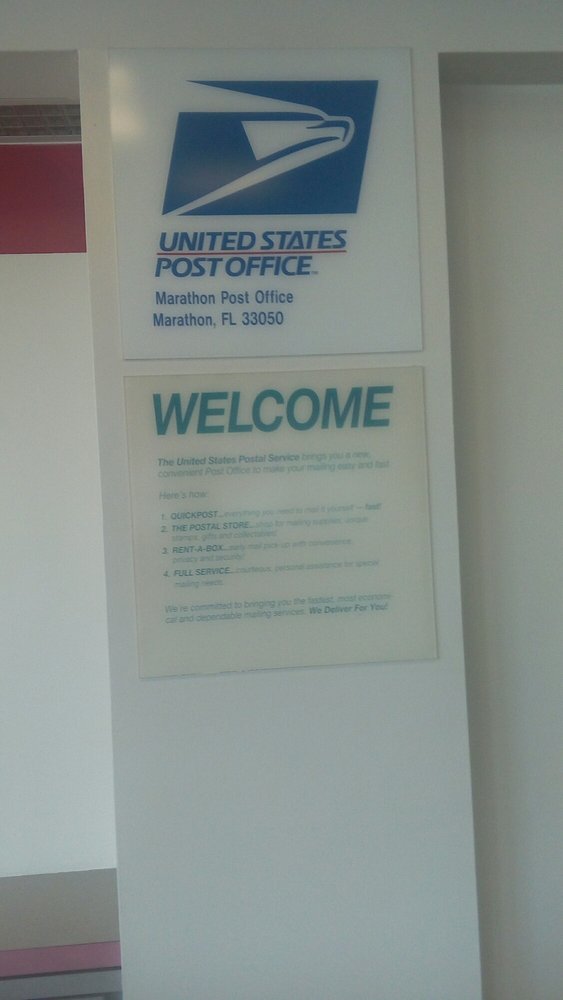 UNITED STATES
POST OFFICE™
Marathon Post Office
Marathon, FL 33050
WELCOME
The United States Postal Service brings you a new,
convenient Post Office to make your mailing easy and fast.
Here's how:
1. QUICKPOST...everything you need to mail it yourself — fast!
2. THE POSTAL STORE...shop for mailing supplies, unique
stamps, gifts and collectables!
3. RENT-A-BOX...early mail pick-up with convenience,
privacy and security!
4. FULL SERVICE...courteous, personal assistance for special
mailing needs.
We're committed to bringing you the fastest, most economi-
cal and dependable mailing services. We Deliver For You!